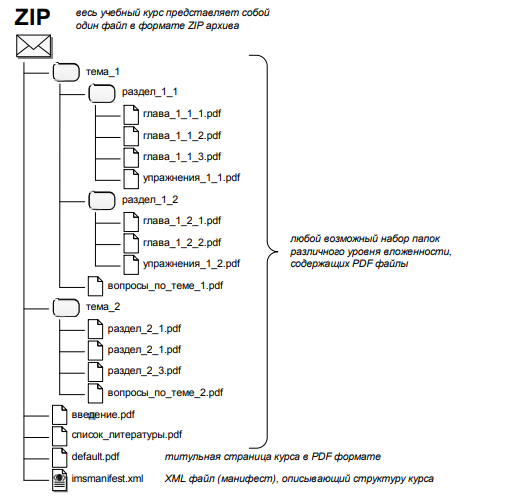 ZIP
весь учебный курс представляет собой
один файл в формате ZIP архива
тема_1
раздел_1_1
глава_1_1_1.pdf
глава_1_1_2.pdf
глава_1_1_3.pdf
упражнения_1_1.pdf
раздел_1_2
глава_1_2_1.pdf
глава_1_2_2.pdf
упражнения_1_2.pdf
вопросы_по_теме_1.pdf
любой возможный набор папок
различного уровня вложенности,
содержащих PDF файлы
тема_2
раздел_2_1.pdf
раздел_2_1.pdf
раздел_2_3.pdf
вопросы_по_теме_2.pdf
введение.pdf
список_литературы.pdf
default.pdf
титульная страница курса в PDF формате
imsmanifest.xml
XML файл (манифест), описывающий структуру курса